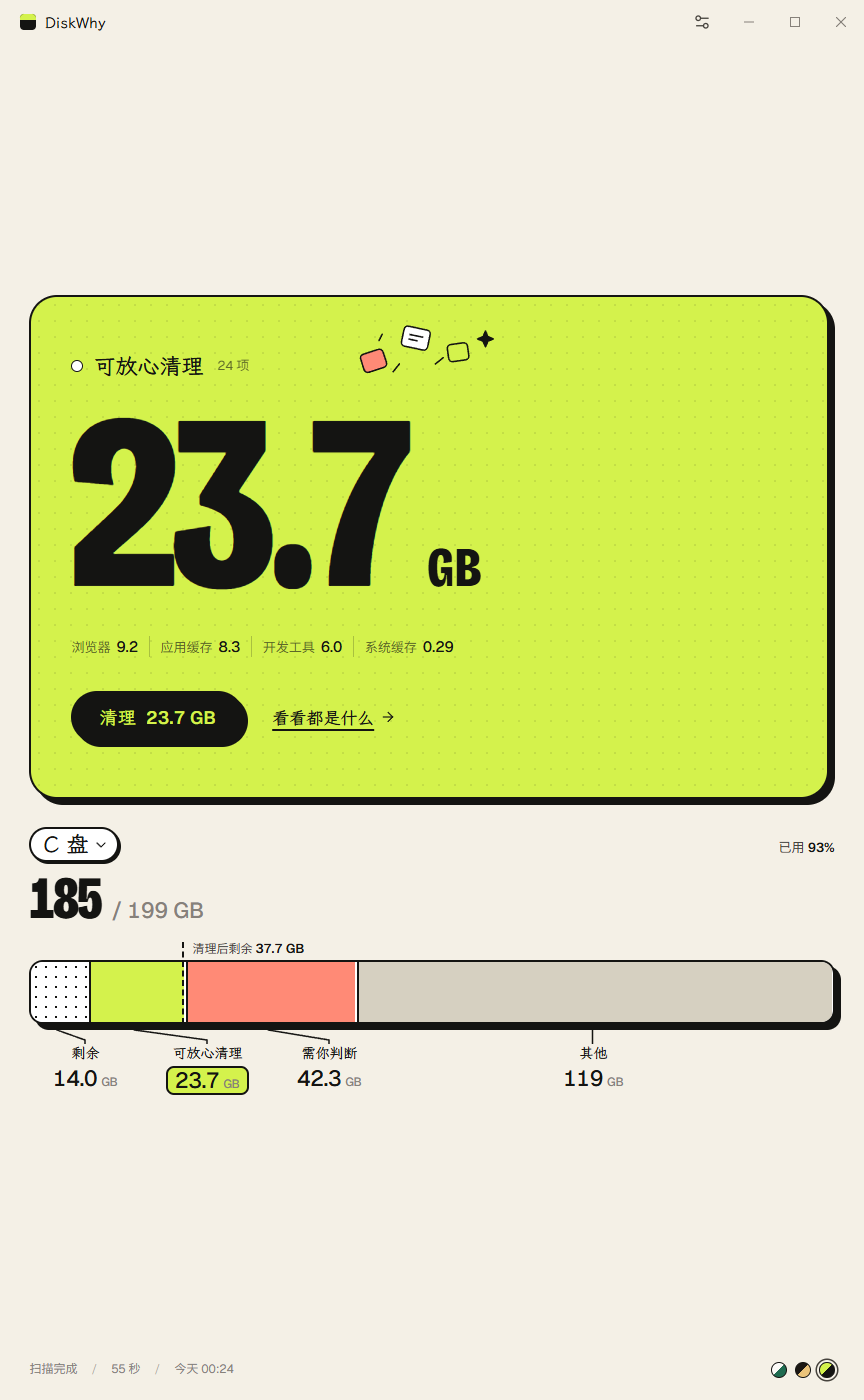 DiskWhy
可放心清理 24 项
23.7 GB
浏览器 9.2 应用缓存 8.3 开发工具 6.0 系统缓存 0.29
清理 23.7 GB 看看都是什么 →
C 盘 已用 93%
185 / 199 GB
清理后剩余 37.7 GB
剩余 可放心清理 需你判断 其他
14.0 GB 23.7 GB 42.3 GB 119 GB
扫描完成 / 55 秒 / 今天 00:24